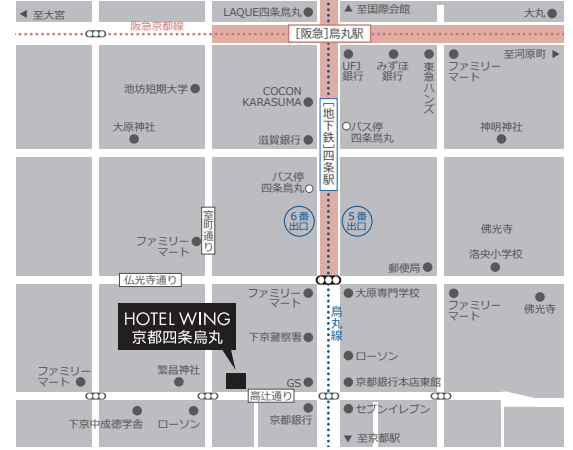 ◀ 至大宮
LAQUE四条烏丸
▲ 至国際会館
大丸
阪急京都線
[阪急]烏丸駅
至河原町 ▶
UFJ
銀行
みずほ
銀行
東急ハンズ
ファミリー
マート
池坊短期大学
COCON
KARASUMA
[地下鉄]四条駅
大原神社
滋賀銀行
バス停
四条烏丸
神明神社
バス停
四条烏丸
室町通り
6番
出口
5番
出口
佛光寺
ファミリー
マート
洛央小学校
郵便局
仏光寺通り
ファミリー
マート
大原専門学校
ファミリー
マート
佛光寺
烏丸線
HOTEL WING
京都四条烏丸
下京警察署
ローソン
ファミリー
マート
繁昌神社
GS
京都銀行本店東館
高辻通り
下京中成徳学舎
ローソン
京都銀行
セブンイレブン
▼ 至京都駅